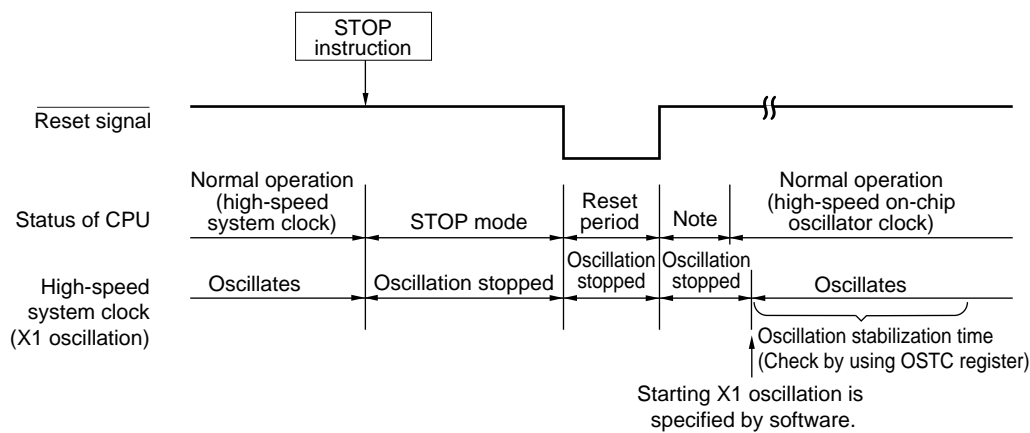 STOP
instruction
Reset signal
Status of CPU
Normal operation
(high-speed
system clock)
STOP mode
Reset
period
Note
Normal operation
(high-speed on-chip
oscillator clock)
High-speed
system clock
(X1 oscillation)
Oscillates
Oscillation stopped
Oscillation
stopped
Oscillation
stopped
Oscillates
Oscillation stabilization time
(Check by using OSTC register)
Starting X1 oscillation is
specified by software.